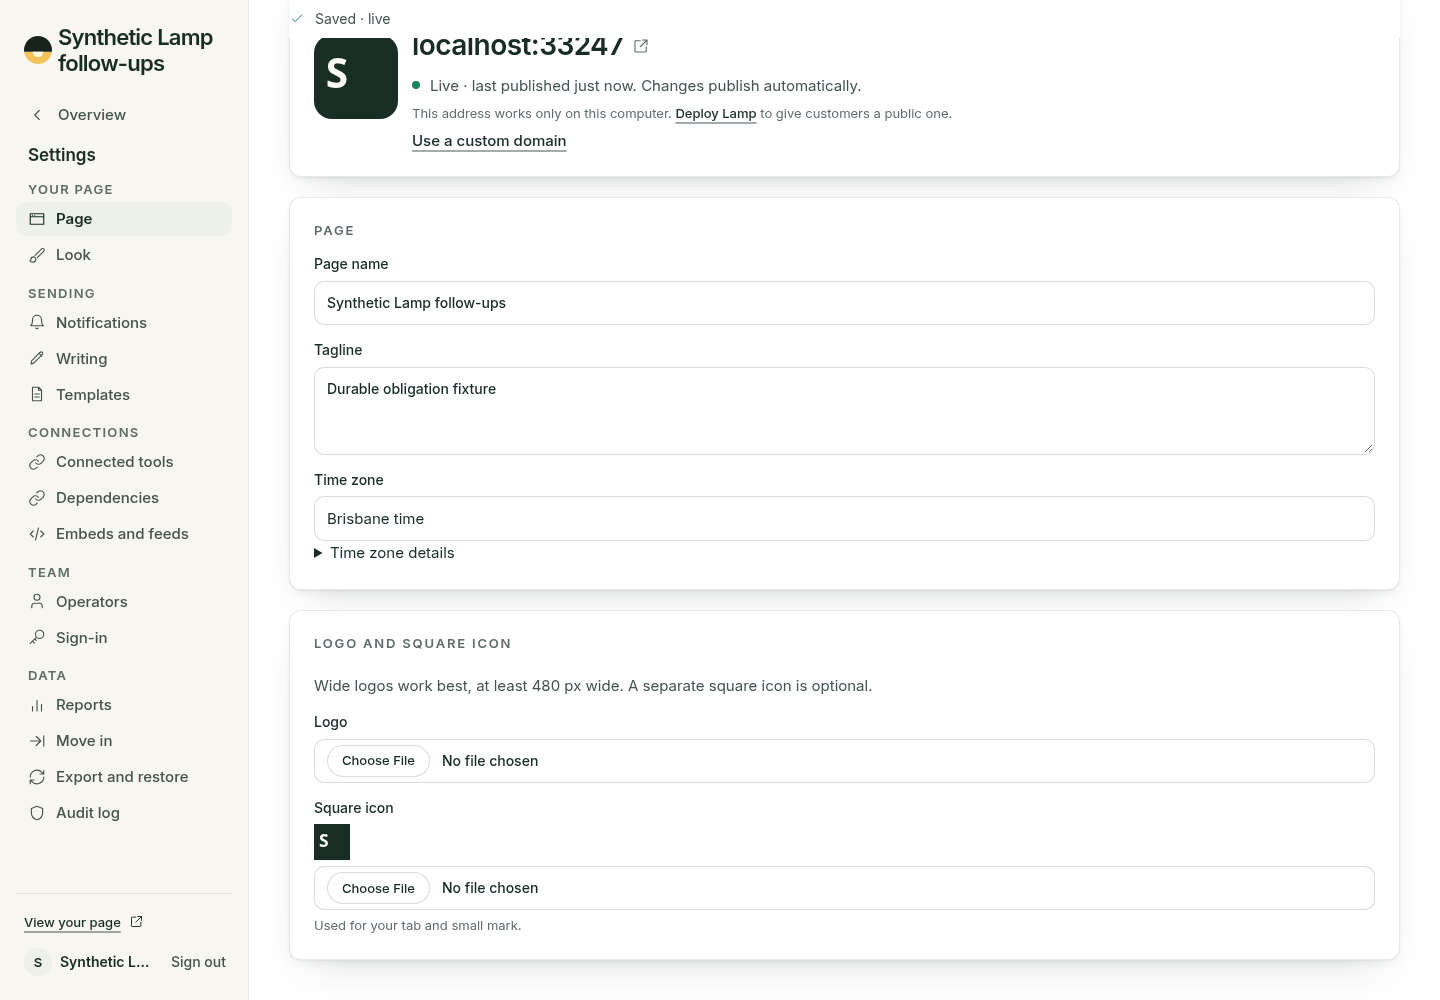 Synthetic Lamp
follow-ups
Overview
Settings
YOUR PAGE
Page
Look
SENDING
Notifications
Writing
Templates
CONNECTIONS
Connected tools
Dependencies
Embeds and feeds
TEAM
Operators
Sign-in
DATA
Reports
Move in
Export and restore
Audit log
View your page
S Synthetic L... Sign out
Saved · live
S
localhost:33247
Live · last published just now. Changes publish automatically.
This address works only on this computer. Deploy Lamp to give customers a public one.
Use a custom domain
PAGE
Page name
Synthetic Lamp follow-ups
Tagline
Durable obligation fixture
Time zone
Brisbane time
Time zone details
LOGO AND SQUARE ICON
Wide logos work best, at least 480 px wide. A separate square icon is optional.
Logo
Choose File No file chosen
Square icon
S
Choose File No file chosen
Used for your tab and small mark.